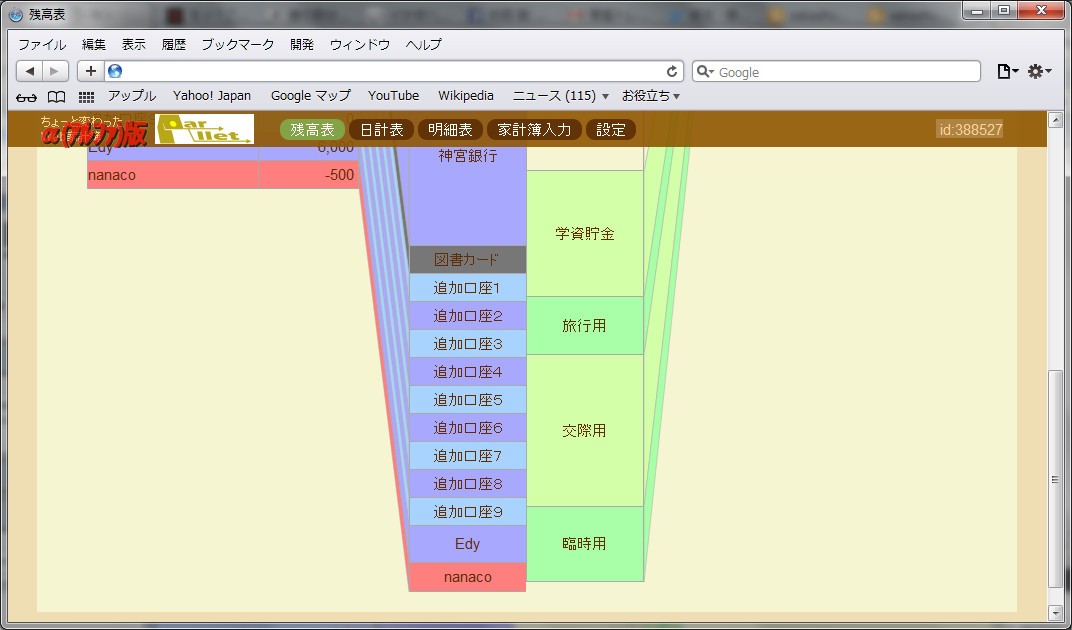 残高表
ファイル 編集 表示 履歴 ブックマーク 開発 ウィンドウ ヘルプ
Google
アップル Yahoo! Japan Google マップ YouTube Wikipedia ニュース (115) お役立ち
ちょっと変わった
α(ｱﾙﾌｧ)版
残高表 日計表 明細表 家計簿入力 設定
id:388527
Edy 6,000
nanaco -500
神宮銀行
図書カード
追加口座1
追加口座2
追加口座3
追加口座4
追加口座5
追加口座6
追加口座7
追加口座8
追加口座9
Edy
nanaco
学資貯金
旅行用
交際用
臨時用